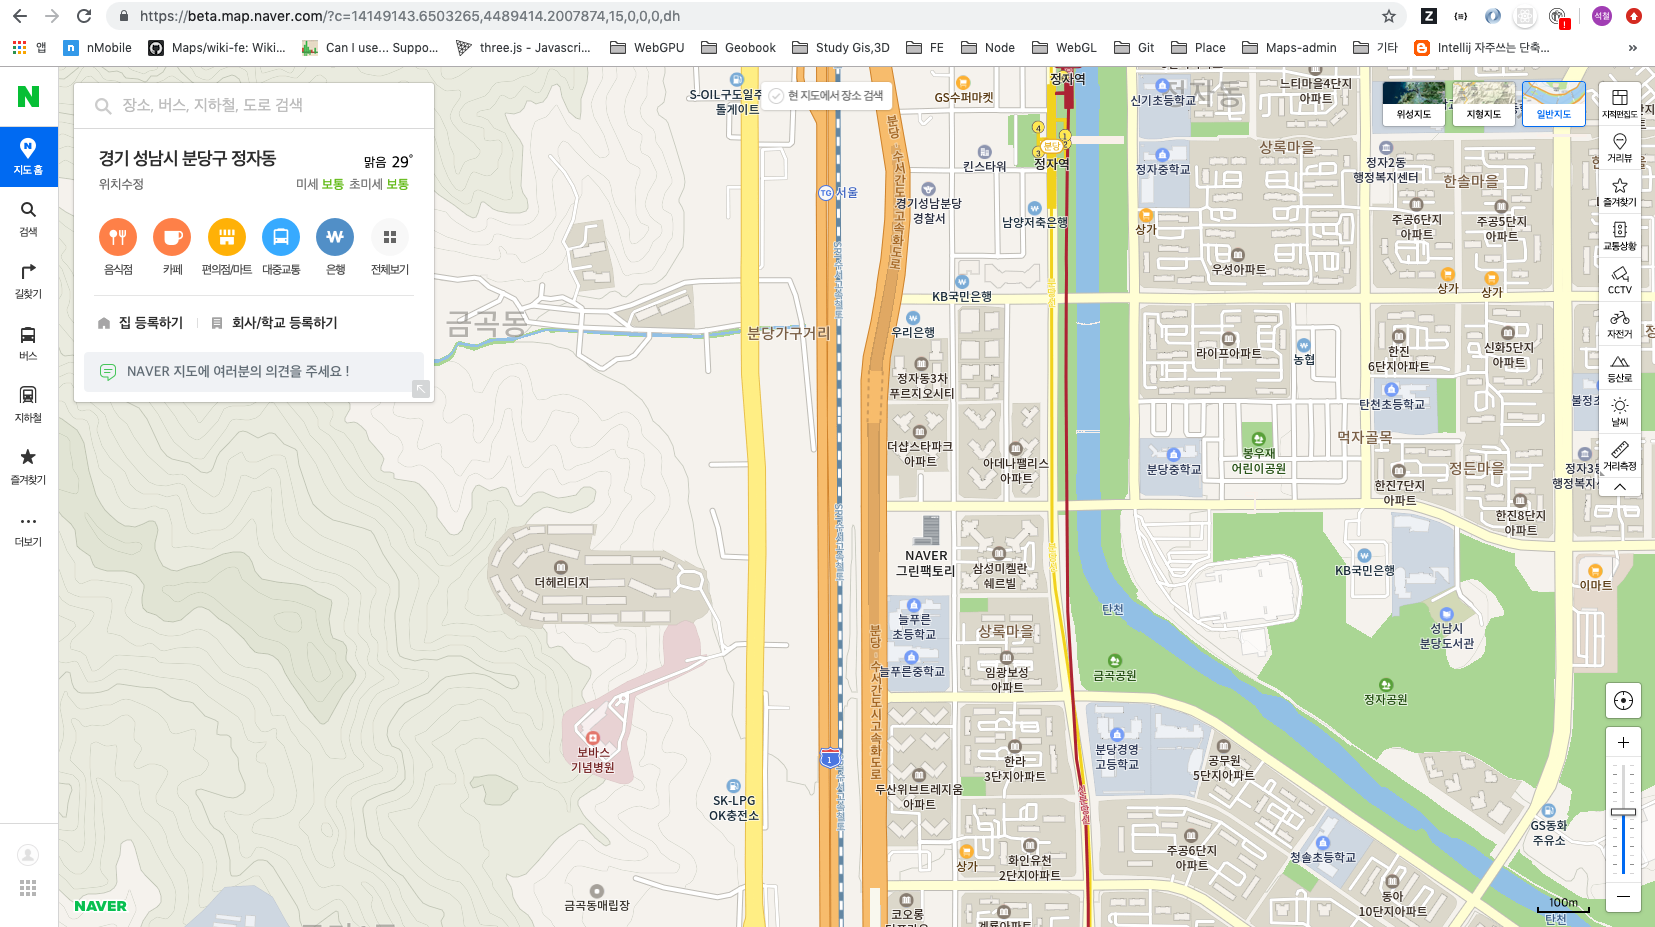 https://beta.map.naver.com/?c=14149143.6503265,4489414.2007874,15,0,0,0,dh
석철
앱
nMobile
Maps/wiki-fe: Wiki...
Can I use... Suppo...
three.js - Javascri...
WebGPU
Geobook
Study Gis,3D
FE
Node
WebGL
Git
Place
Maps-admin
기타
Intellij 자주쓰는 단축...
N
지도 홈
검색
길찾기
버스
지하철
즐겨찾기
더보기
장소, 버스, 지하철, 도로 검색
경기 성남시 분당구 정자동
맑음 29°
위치수정
미세 보통 초미세 보통
음식점
카페
편의점/마트
대중교통
은행
전체보기
집 등록하기
회사/학교 등록하기
NAVER 지도에 여러분의 의견을 주세요 !
현 지도에서 장소 검색
위성지도
지형지도
일반지도
지적편집도
거리뷰
즐겨찾기
교통상황
CCTV
자전거
등산로
날씨
거리측정
S-OIL구도일주
톨게이트
GS수퍼마켓
정자역
신기초등학교
정자동
느티마을4단지
아파트
상록마을
정자2동
행정복지센터
한솔마을
킨스타워
분당
정자역
정자중학교
TG 서울
경기성남분당
경찰서
남양저축은행
상가
주공6단지
아파트
주공5단지
아파트
우성아파트
상가
상가
KB국민은행
금곡동
분당가구거리
우리은행
라이프아파트
농협
한진
6단지아파트
신화5단지
아파트
정자동3차
푸르지오시티
탄천초등학교
불정초
더샵스타파크
아파트
아데나팰리스
아파트
봉우재
어린이공원
먹자골목
분당중학교
정든마을
한진7단지
아파트
정자3동
행정복지센
한진8단지
아파트
NAVER
그린팩토리
삼성미켈란
쉐르빌
KB국민은행
이마트
더헤리티지
늘푸른
초등학교
탄천
상록마을
성남시
분당도서관
늘푸른중학교
임광보성
아파트
금곡공원
정자공원
보바스
기념병원
1
분당경영
고등학교
한라
3단지아파트
공무원
5단지아파트
두산위브트레지움
아파트
SK-LPG
OK충전소
GS동화
주유소
상가
화인유천
2단지아파트
주공6단지
아파트
청솔초등학교
동아
10단지아파트
금곡동매립장
코오롱
계룡아파트
분당·수서간도시고속화도로
신분당선
탄천
100m
NAVER